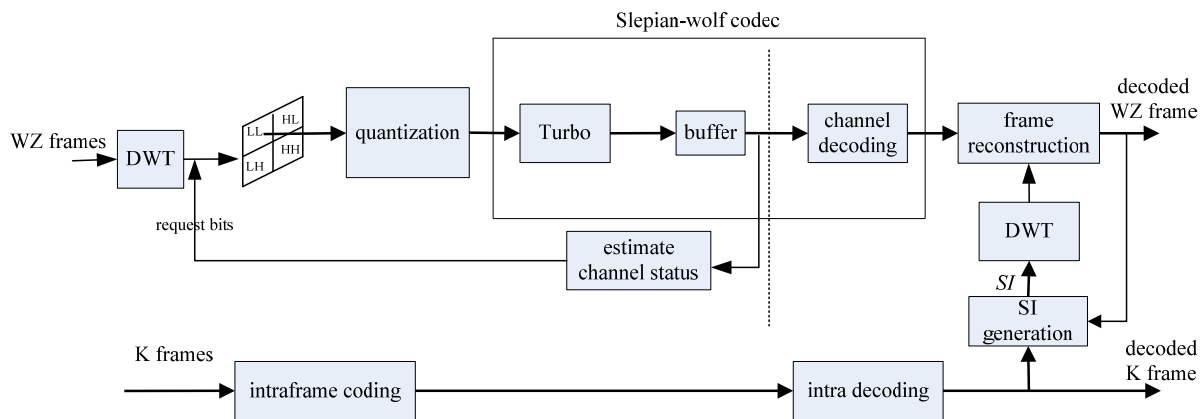 Slepian-wolf codec
WZ frames
DWT
LL
HL
LH
HH
quantization
Turbo
buffer
channel
decoding
frame
reconstruction
decoded
WZ frame
request bits
estimate
channel status
DWT
SI
SI
generation
K frames
intraframe coding
intra decoding
decoded
K frame